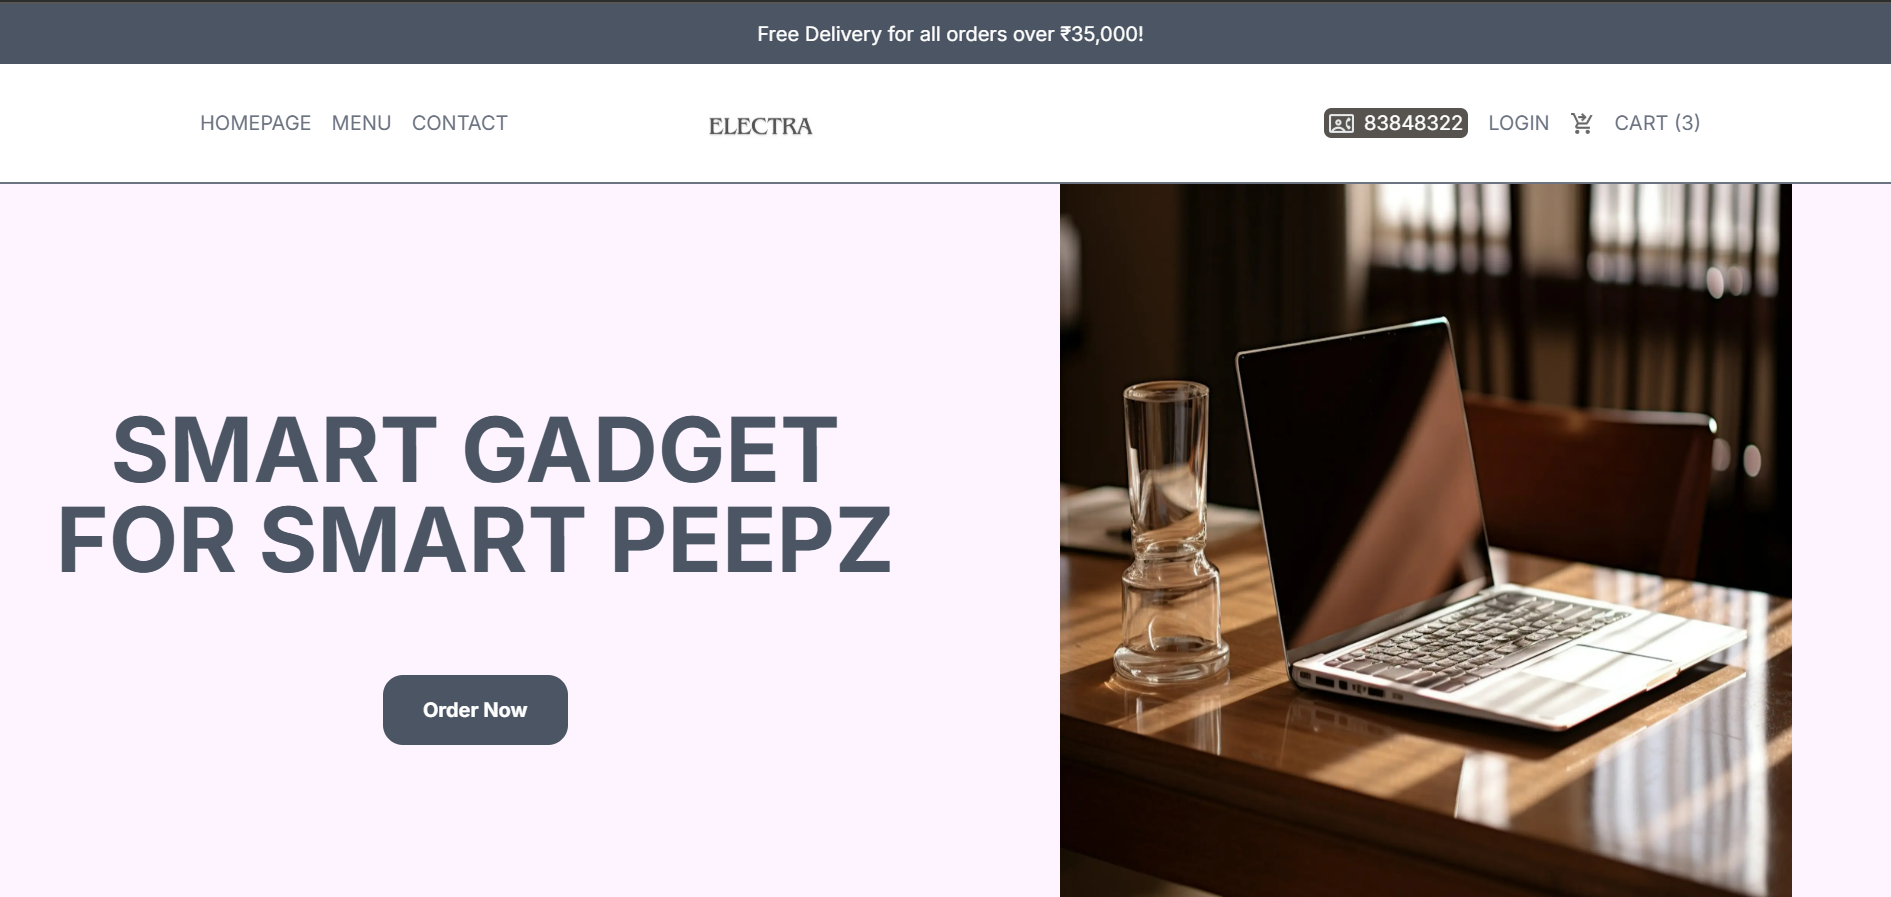 Free Delivery for all orders over ₹35,000!
HOMEPAGE MENU CONTACT
ELECTRA
83848322 LOGIN CART (3)
SMART GADGET
FOR SMART PEEPZ
Order Now